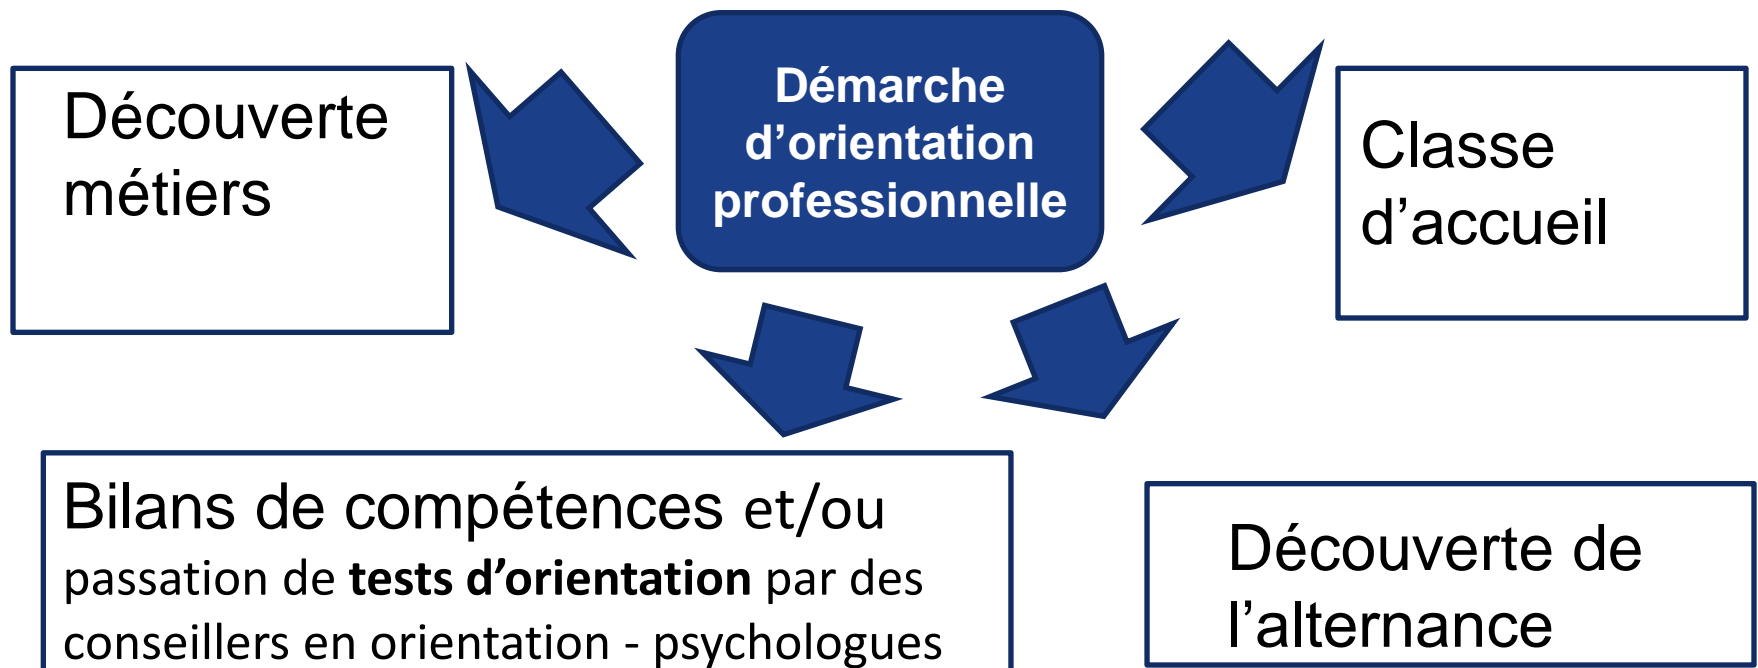 Démarche
d’orientation
professionnelle
Découverte
métiers
Classe
d’accueil
Bilans de compétences et/ou
passation de tests d’orientation par des
conseillers en orientation - psychologues
Découverte de
l’alternance